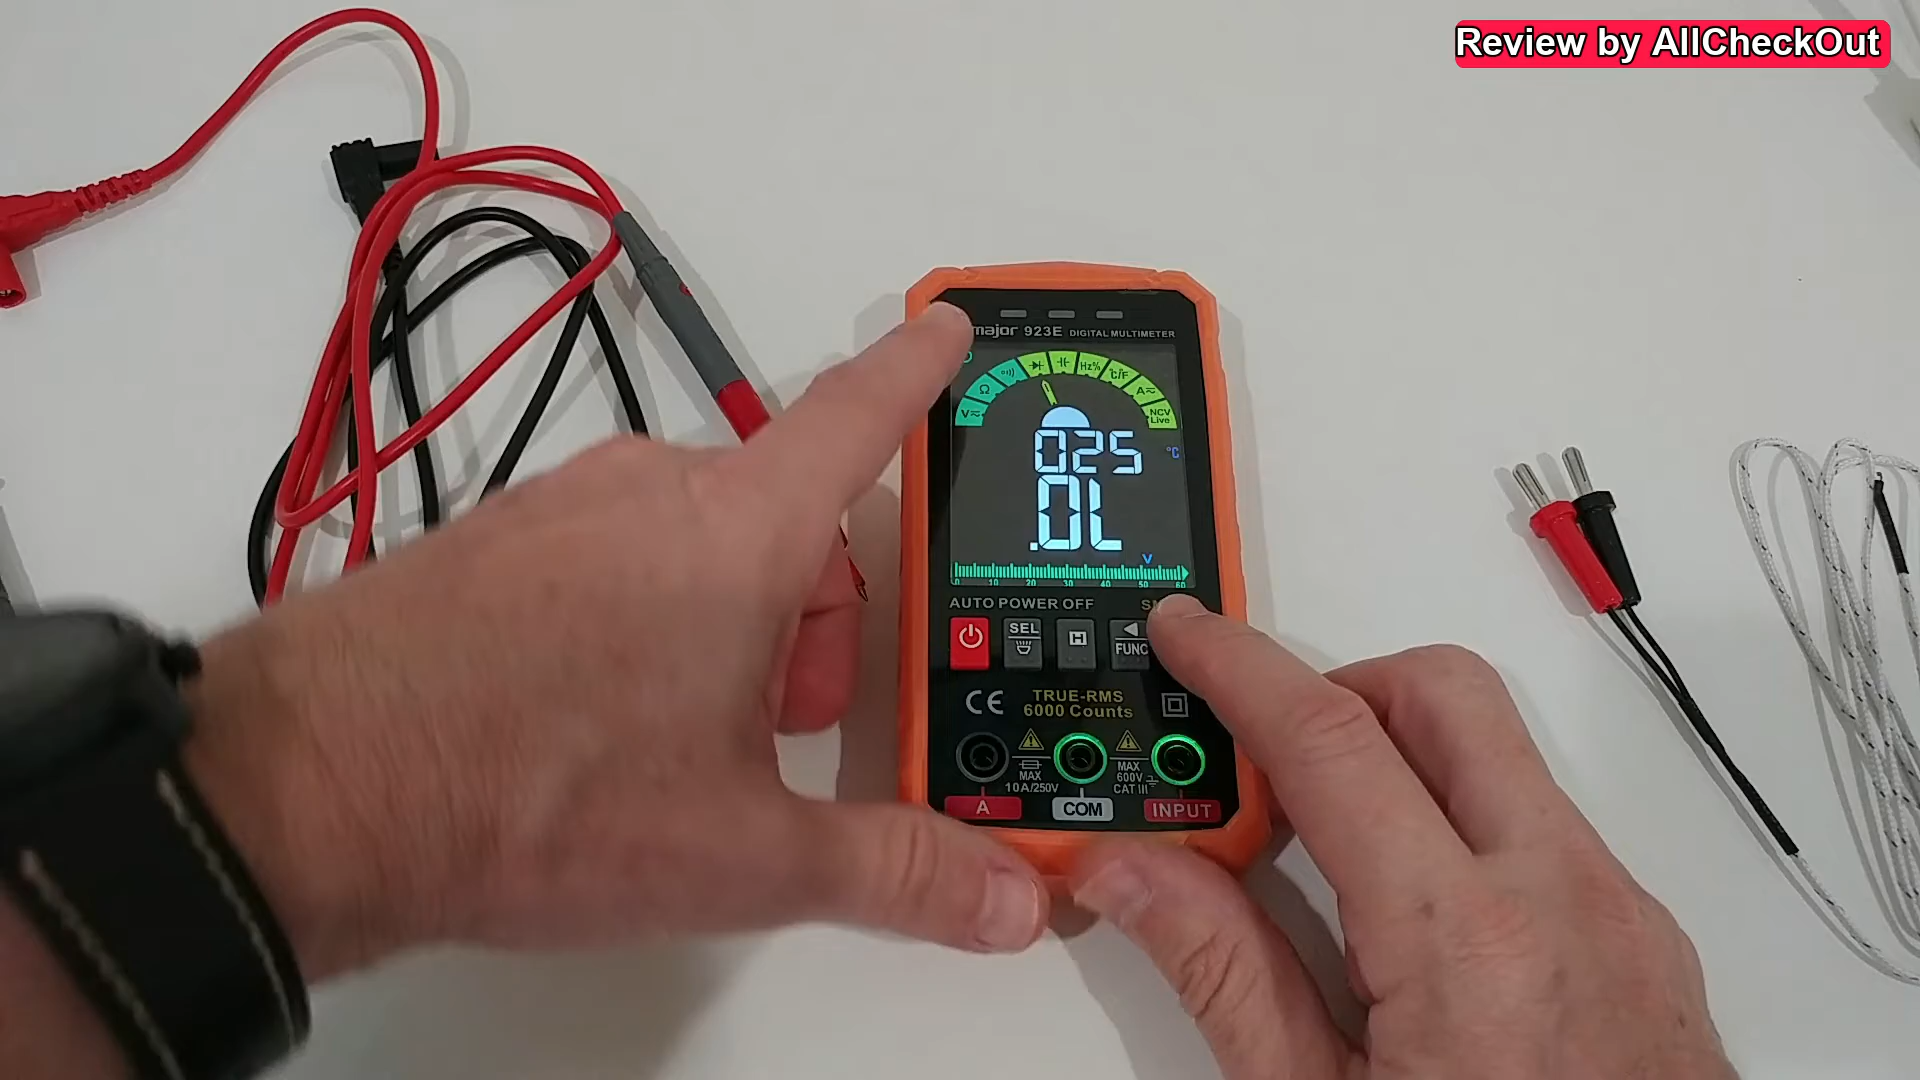 Review by AllCheckOut
major 923E DIGITAL MULTIMETER
V Ω Hz% °C/°F A NCV Live
025 °C
.0L
V
0 10 20 30 40 50 60
AUTO POWER OFF
SEL H FUNC
CE TRUE-RMS
6000 Counts
MAX
10A/250V
MAX
600V
CAT III
A COM INPUT